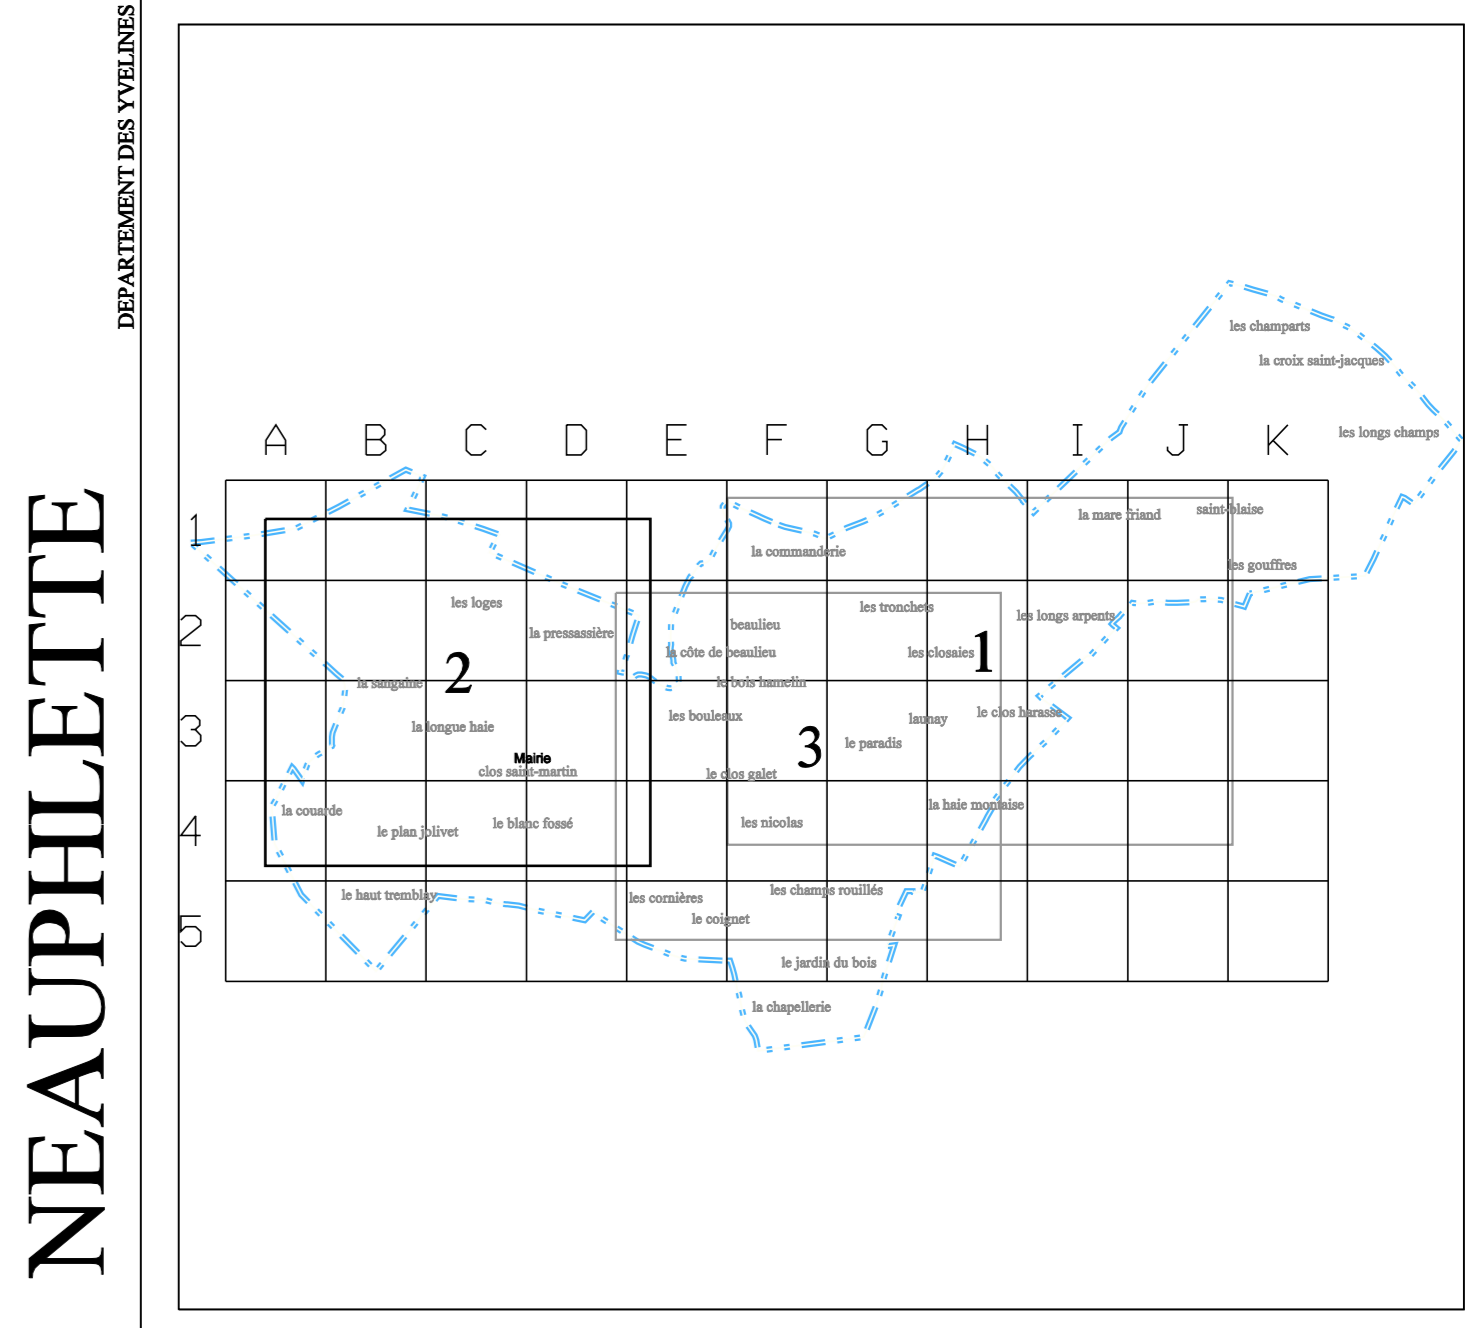 DEPARTEMENT DES YVELINES
NEAUPHLETTE
les champarts
la croix saint-jacques
les longs champs
A B C D E F G H I J K
1
la mare friand
saint-blaise
la commanderie
les gouffres
2
les loges
les tronchets
les longs arpents
beaulieu
la pressassière
la côte de beaulieu
les closaies
1
2
la sangaine
le bois hamelin
3
les bouleaux
launay
le clos harasse
la longue haie
le paradis
3
Mairie
clos saint-martin
le clos galet
4
la couarde
la haie montaise
le plan jolivet
le blanc fossé
les nicolas
5
le haut tremblay
les cornières
les champs rouillés
le coignet
le jardin du bois
la chapellerie